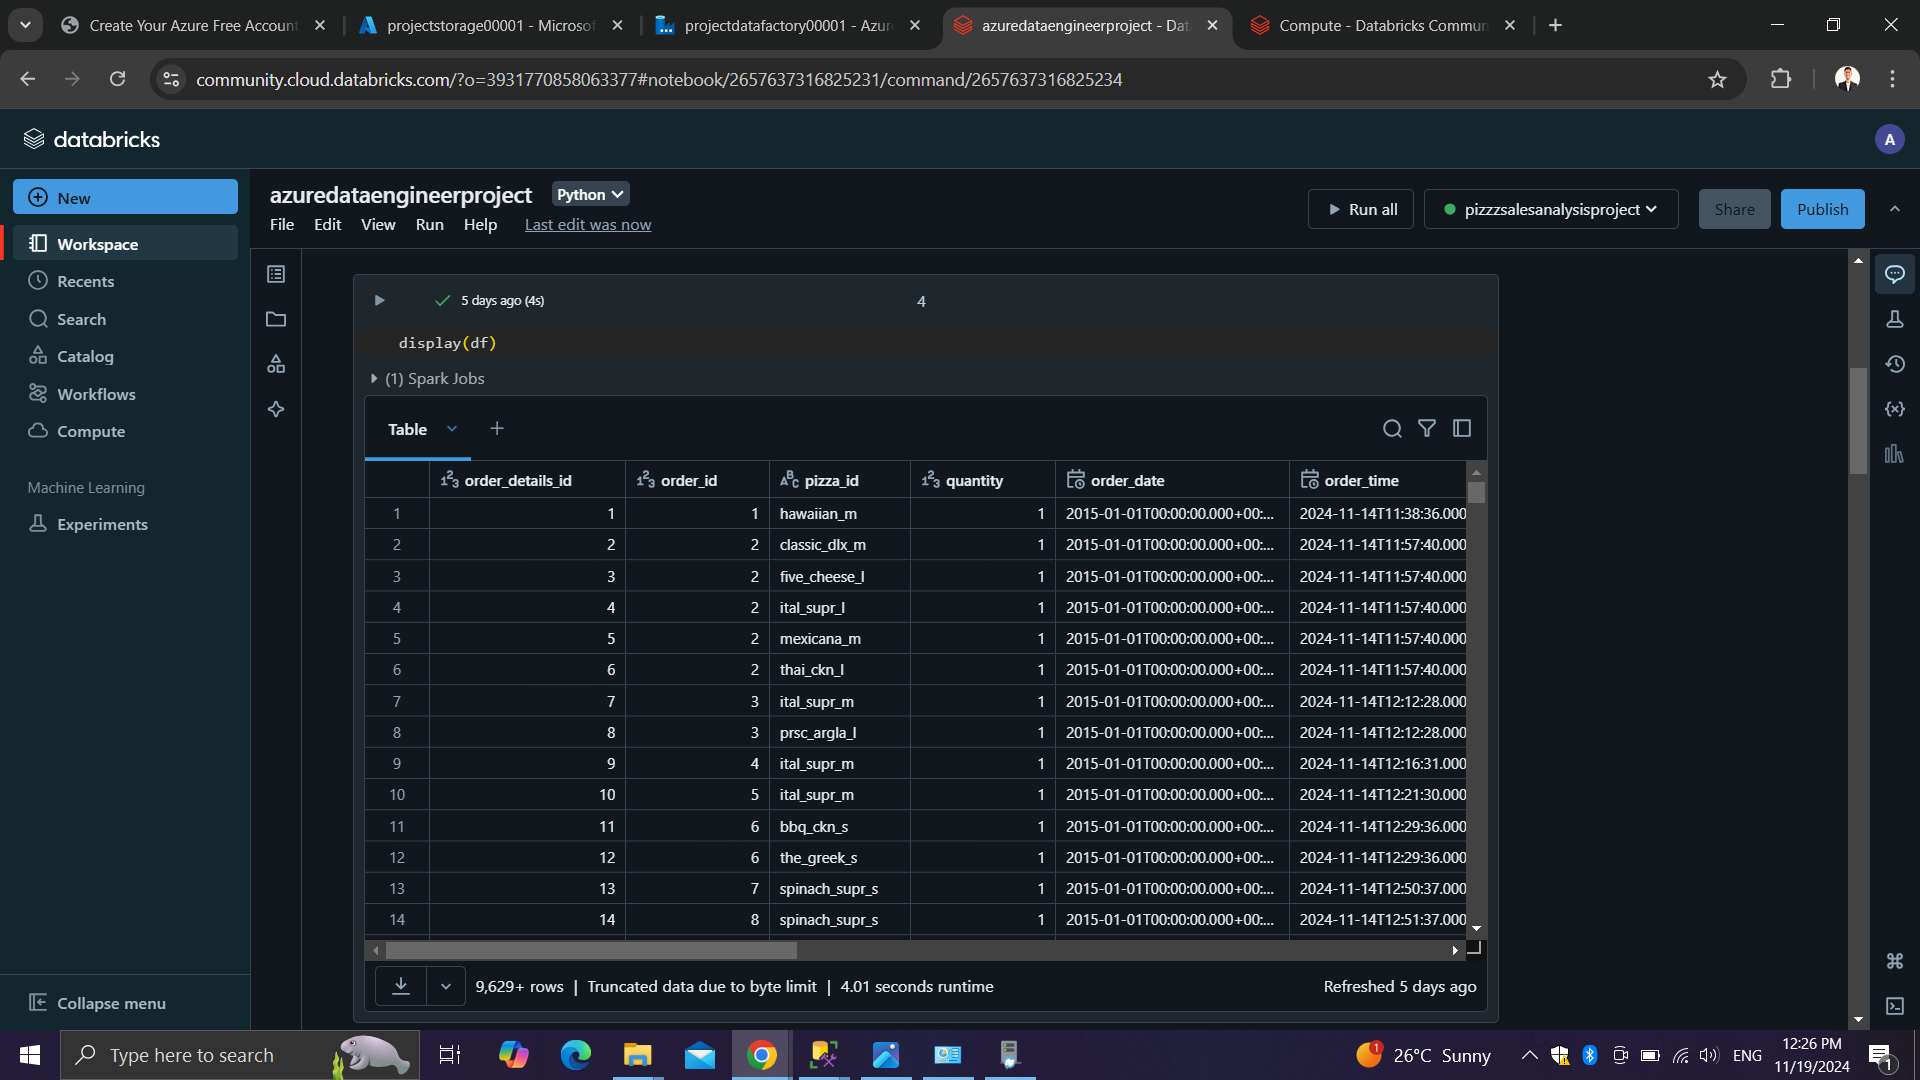 Create Your Azure Free Account
projectstorage00001 - Microsof
projectdatafactory00001 - Azur
azuredataengineerproject - Dat
Compute - Databricks Commun
community.cloud.databricks.com/?o=3931770858063377#notebook/2657637316825231/command/2657637316825234
databricks
A
New
Workspace
Recents
Search
Catalog
Workflows
Compute
Machine Learning
Experiments
Collapse menu
azuredataengineerproject
Python
File Edit View Run Help Last edit was now
Run all
pizzzsalesanalysisproject
Share
Publish
5 days ago (4s)
4
display(df)
(1) Spark Jobs
Table
order_details_id order_id pizza_id quantity order_date order_time
1 1 1 hawaiian_m 1 2015-01-01T00:00:00.000+00:... 2024-11-14T11:38:36.000
2 2 2 classic_dlx_m 1 2015-01-01T00:00:00.000+00:... 2024-11-14T11:57:40.000
3 3 2 five_cheese_l 1 2015-01-01T00:00:00.000+00:... 2024-11-14T11:57:40.000
4 4 2 ital_supr_l 1 2015-01-01T00:00:00.000+00:... 2024-11-14T11:57:40.000
5 5 2 mexicana_m 1 2015-01-01T00:00:00.000+00:... 2024-11-14T11:57:40.000
6 6 2 thai_ckn_l 1 2015-01-01T00:00:00.000+00:... 2024-11-14T11:57:40.000
7 7 3 ital_supr_m 1 2015-01-01T00:00:00.000+00:... 2024-11-14T12:12:28.000
8 8 3 prsc_argla_l 1 2015-01-01T00:00:00.000+00:... 2024-11-14T12:12:28.000
9 9 4 ital_supr_m 1 2015-01-01T00:00:00.000+00:... 2024-11-14T12:16:31.000
10 10 5 ital_supr_m 1 2015-01-01T00:00:00.000+00:... 2024-11-14T12:21:30.000
11 11 6 bbq_ckn_s 1 2015-01-01T00:00:00.000+00:... 2024-11-14T12:29:36.000
12 12 6 the_greek_s 1 2015-01-01T00:00:00.000+00:... 2024-11-14T12:29:36.000
13 13 7 spinach_supr_s 1 2015-01-01T00:00:00.000+00:... 2024-11-14T12:50:37.000
14 14 8 spinach_supr_s 1 2015-01-01T00:00:00.000+00:... 2024-11-14T12:51:37.000
9,629+ rows | Truncated data due to byte limit | 4.01 seconds runtime
Refreshed 5 days ago
Type here to search
1
26°C Sunny
ENG
12:26 PM
11/19/2024
1